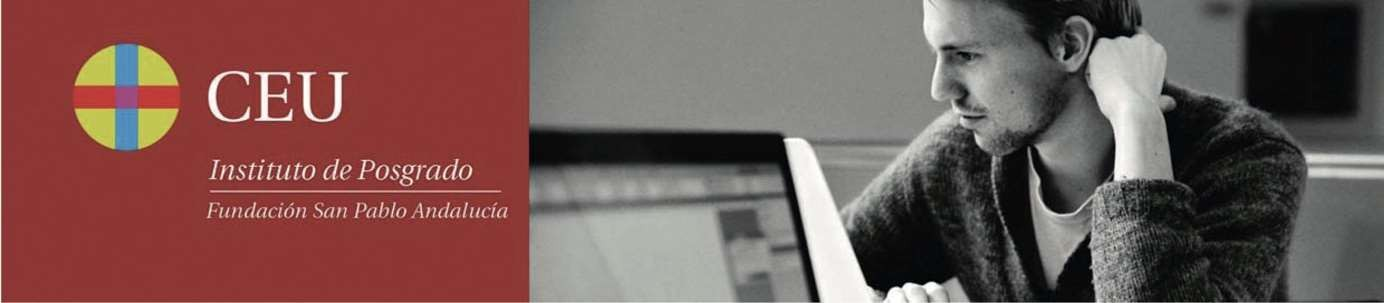 CEU
Instituto de Posgrado
Fundación San Pablo Andalucía